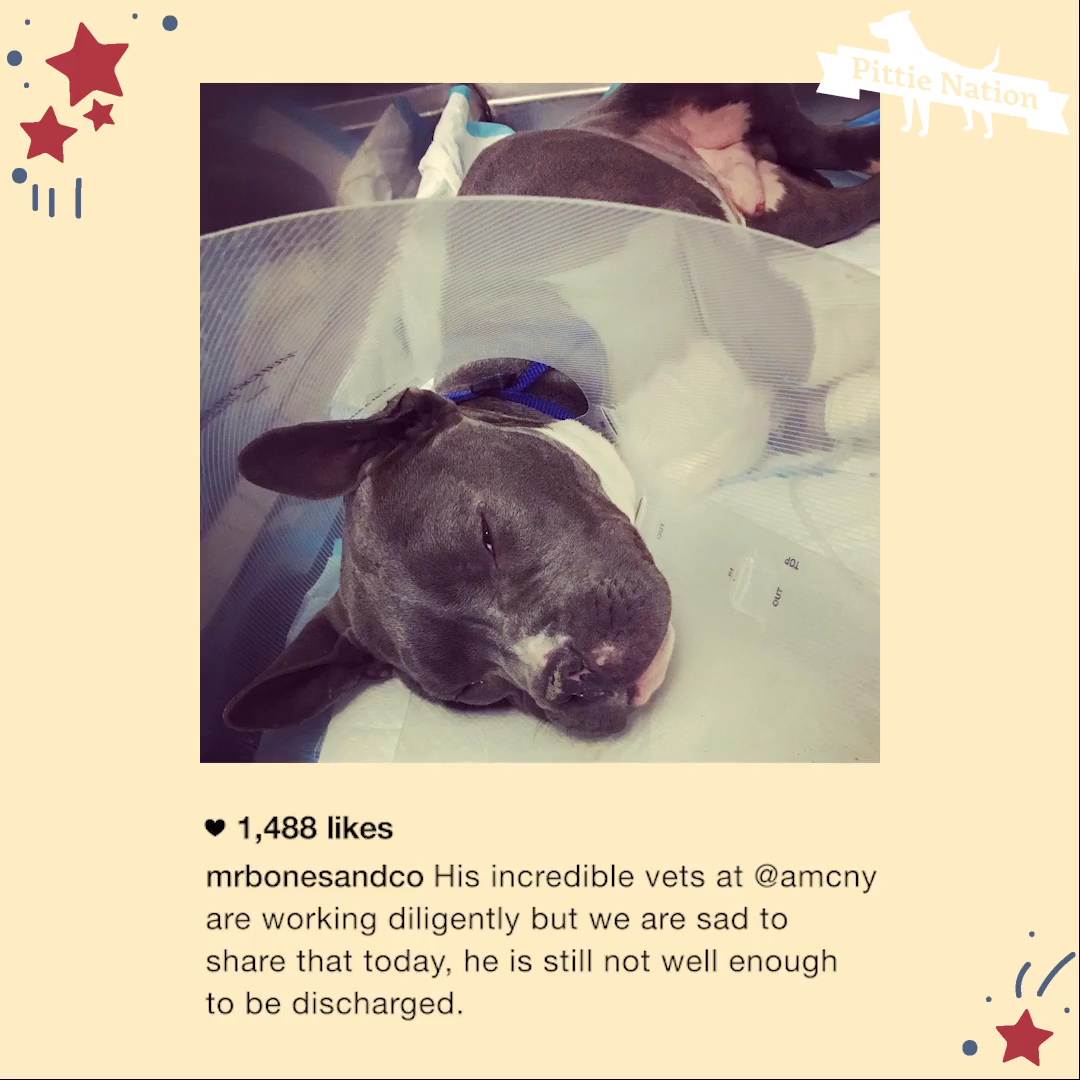 Pittie Nation
OUT
TOP
OUT
1,488 likes
mrbonesandco His incredible vets at @amcny
are working diligently but we are sad to
share that today, he is still not well enough
to be discharged.